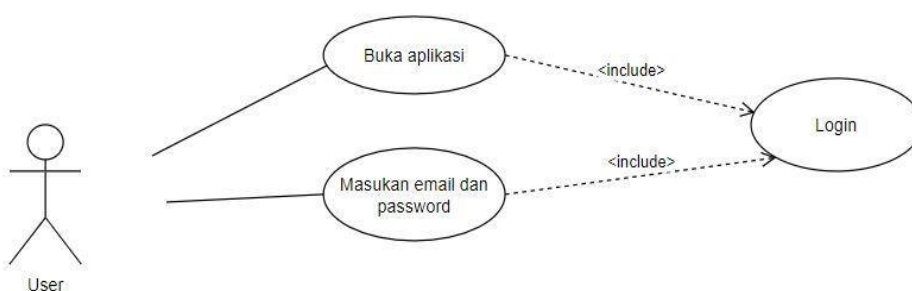 Buka aplikasi
<include>
Login
<include>
Masukan email dan
password
User